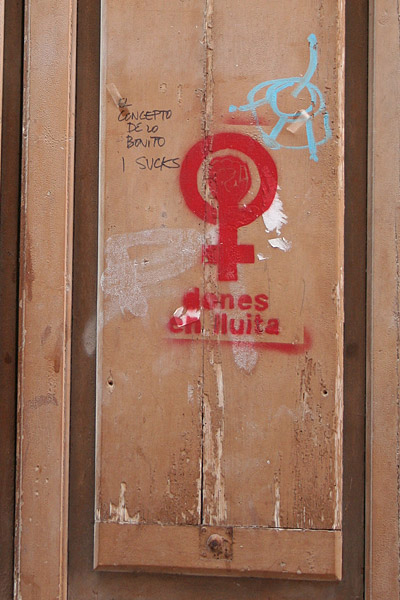 EL
CONCEPTO
DE LO
BONITO
I SUCKS
dones
en lluita